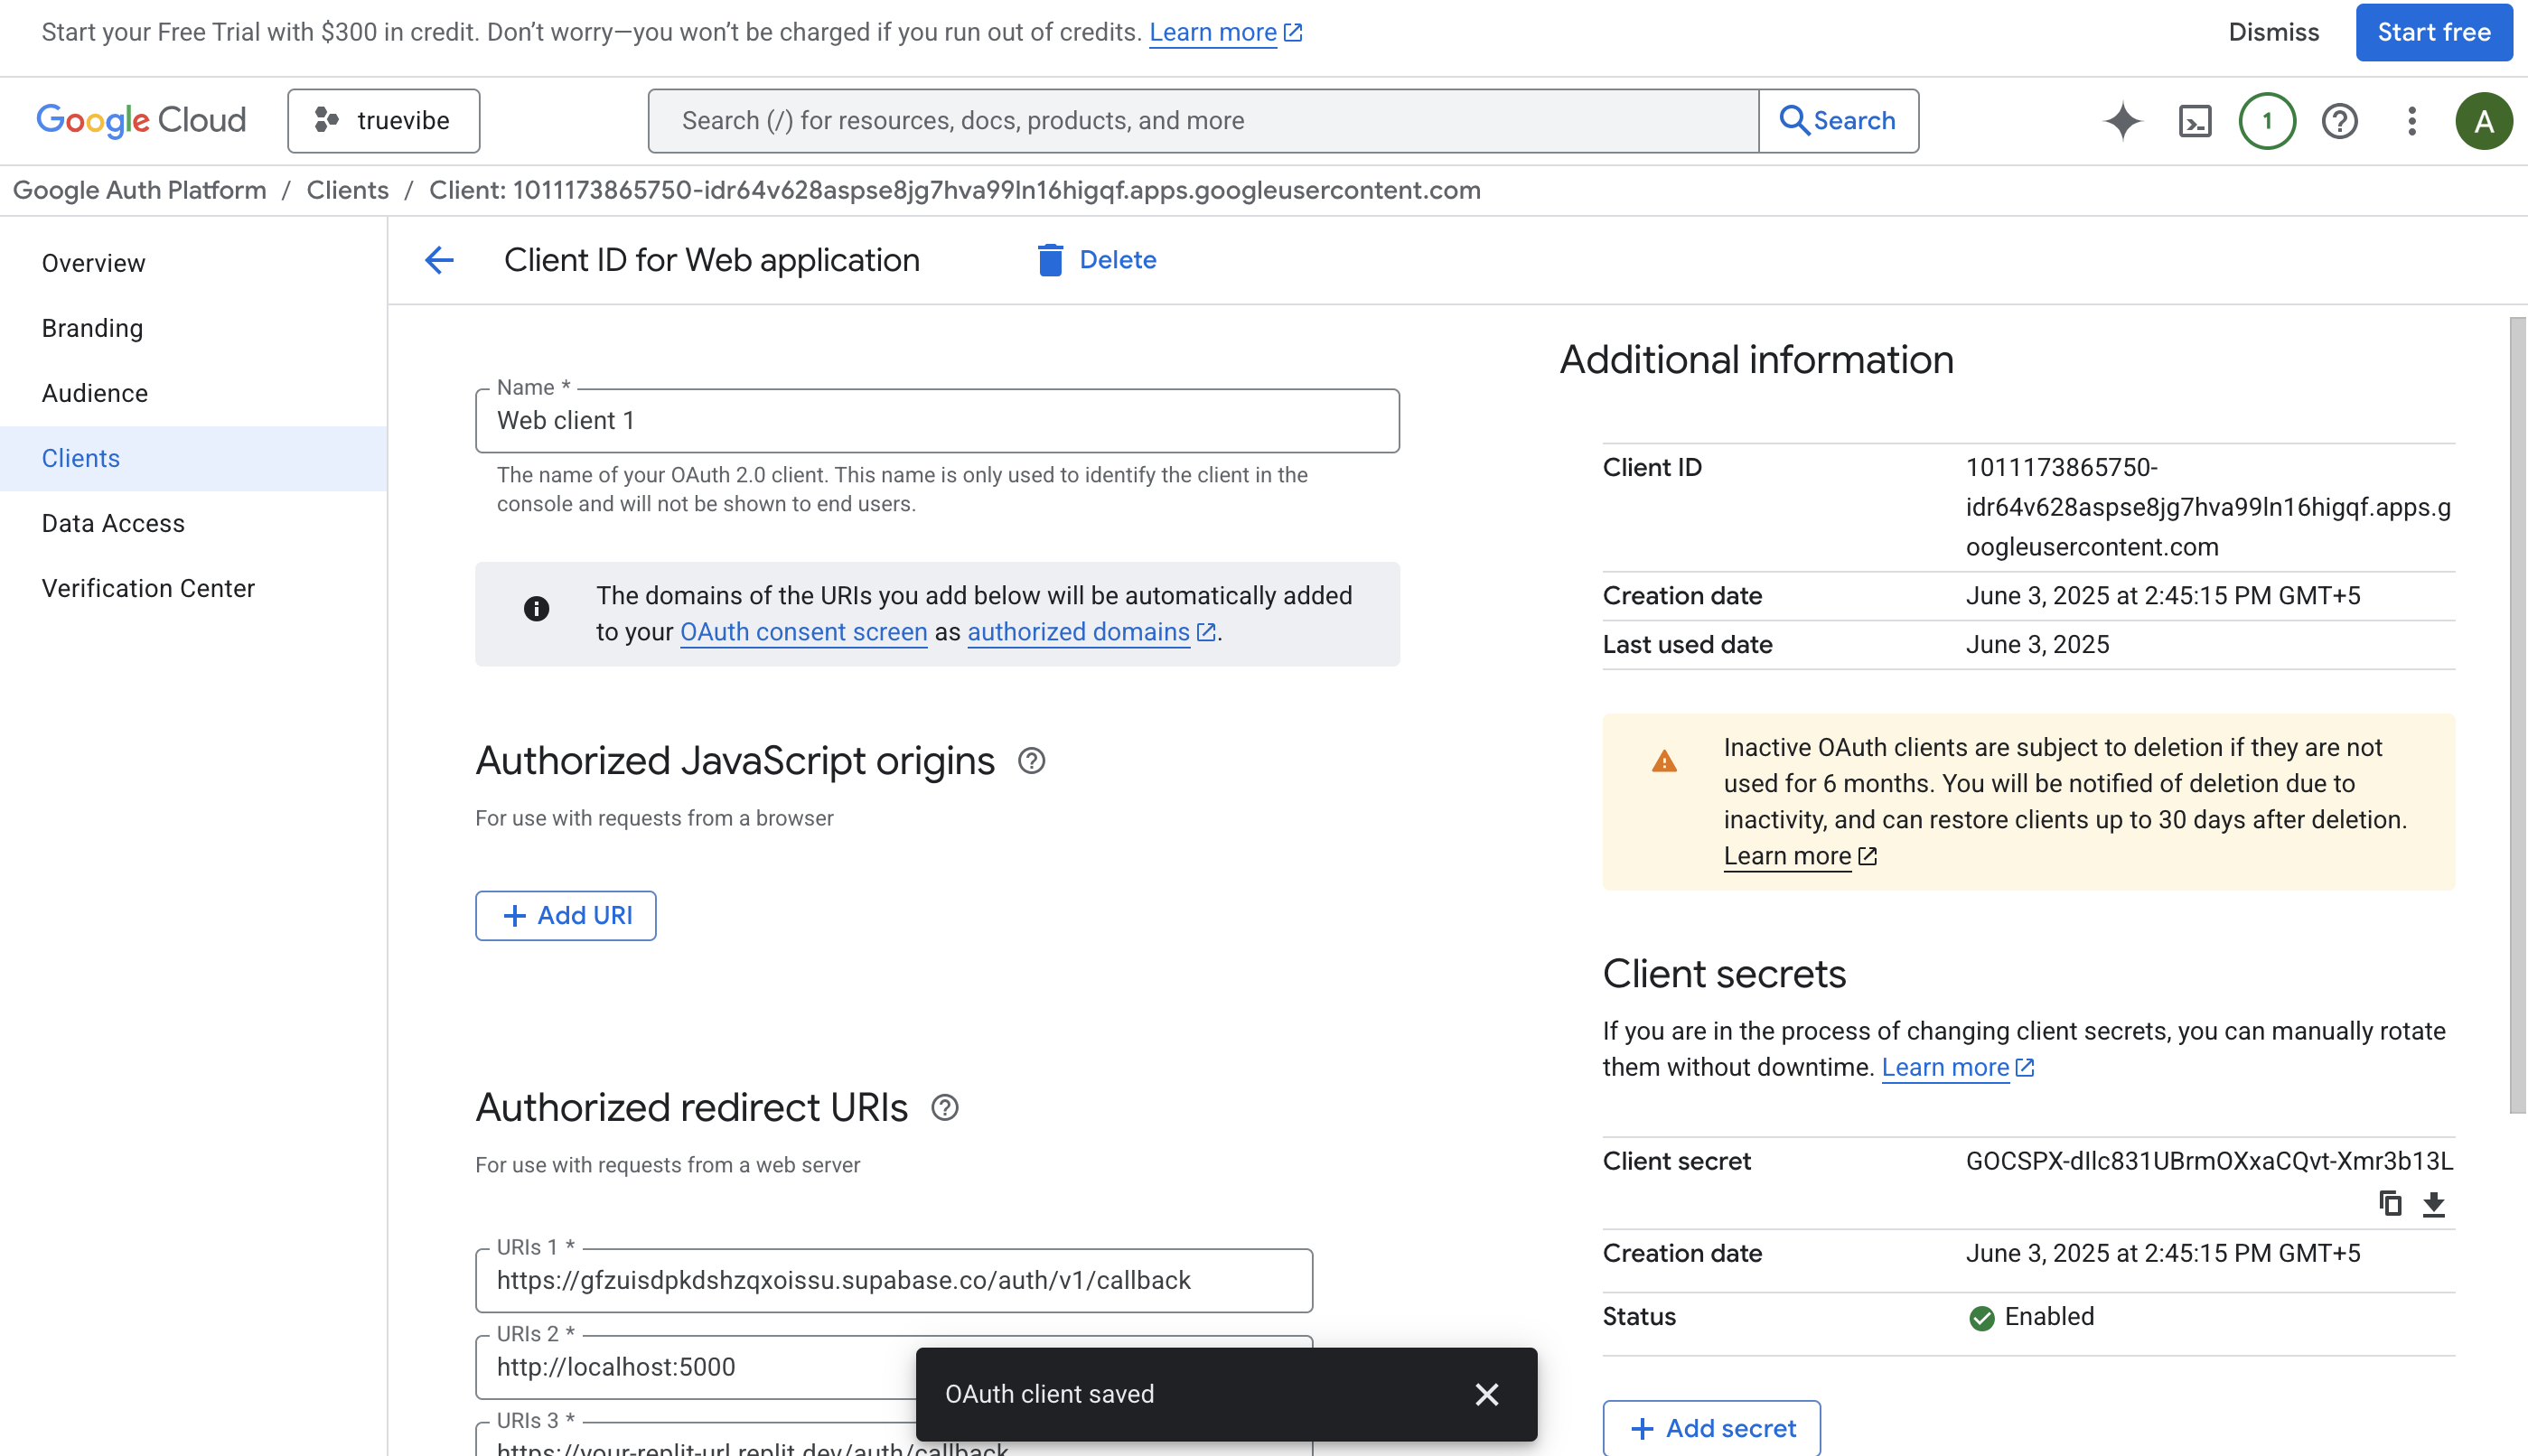 Start your Free Trial with $300 in credit. Don’t worry—you won’t be charged if you run out of credits. Learn more
Dismiss
Start free
Google Cloud
truevibe
Search (/) for resources, docs, products, and more
Search
1
A
Google Auth Platform / Clients / Client: 1011173865750-idr64v628aspse8jg7hva99ln16higqf.apps.googleusercontent.com
Overview
Branding
Audience
Clients
Data Access
Verification Center
Client ID for Web application
Delete
Name *
Web client 1
The name of your OAuth 2.0 client. This name is only used to identify the client in the
console and will not be shown to end users.
The domains of the URIs you add below will be automatically added
to your OAuth consent screen as authorized domains.
Authorized JavaScript origins
For use with requests from a browser
+ Add URI
Authorized redirect URIs
For use with requests from a web server
URIs 1 *
https://gfzuisdpkdshzqxoissu.supabase.co/auth/v1/callback
URIs 2 *
http://localhost:5000
URIs 3 *
https://your-replit-url.replit.dev/auth/callback
OAuth client saved
Additional information
Client ID
1011173865750-
idr64v628aspse8jg7hva99ln16higqf.apps.g
oogleusercontent.com
Creation date
June 3, 2025 at 2:45:15 PM GMT+5
Last used date
June 3, 2025
Inactive OAuth clients are subject to deletion if they are not
used for 6 months. You will be notified of deletion due to
inactivity, and can restore clients up to 30 days after deletion.
Learn more
Client secrets
If you are in the process of changing client secrets, you can manually rotate
them without downtime. Learn more
Client secret
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
Creation date
June 3, 2025 at 2:45:15 PM GMT+5
Status
Enabled
+ Add secret